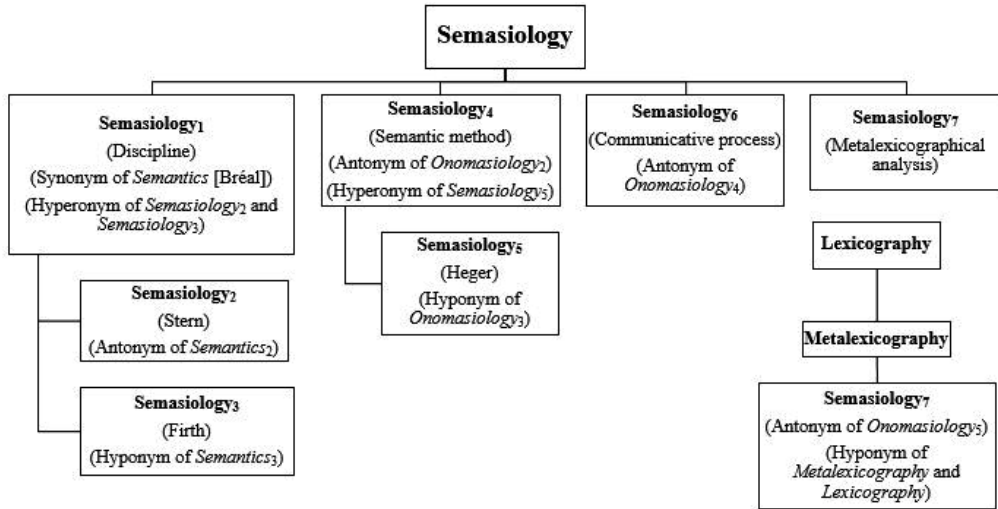 Semasiology
Semasiology₁
(Discipline)
(Synonym of Semantics [Bréal])
(Hyperonym of Semasiology₂ and
Semasiology₃)
Semasiology₂
(Stern)
(Antonym of Semantics₂)
Semasiology₃
(Firth)
(Hyponym of Semantics₃)
Semasiology₄
(Semantic method)
(Antonym of Onomasiology₂)
(Hyperonym of Semasiology₅)
Semasiology₅
(Heger)
(Hyponym of
Onomasiology₃)
Semasiology₆
(Communicative process)
(Antonym of
Onomasiology₄)
Semasiology₇
(Metalexicographical
analysis)
Lexicography
Metalexicography
Semasiology₇
(Antonym of Onomasiology₅)
(Hyponym of
Metalexicography and
Lexicography)